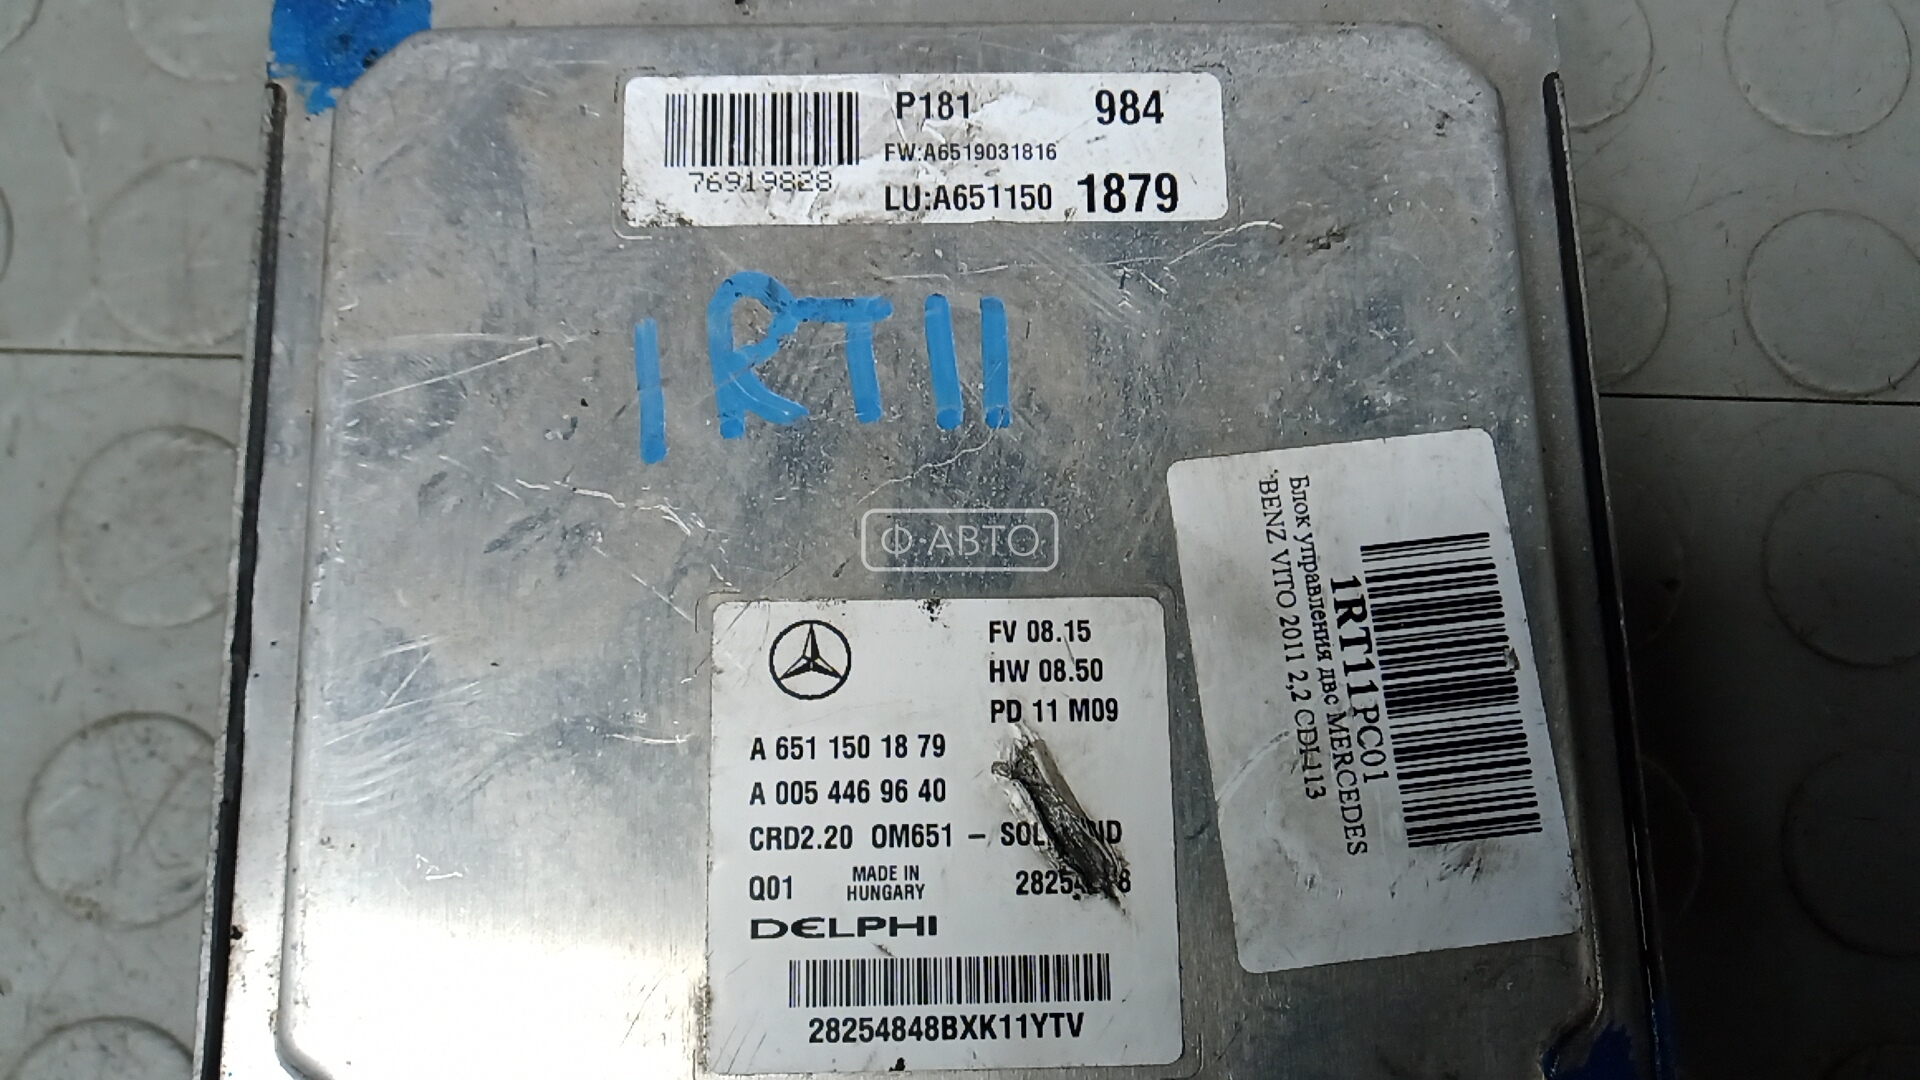 P181 984
FW:A6519031816
76919828
LU:A651150 1879
1RT11
Ф·АВТО
FV 08.15
HW 08.50
PD 11 M09
A 651 150 18 79
A 005 446 96 40
CRD2.20 OM651 –
Q01 MADE IN HUNGARY
DELPHI
28254848BXK11YTV
1RT11PC01
Блок управления двс MERCEDES
BENZ VITO 2011 2,2 CDI-113